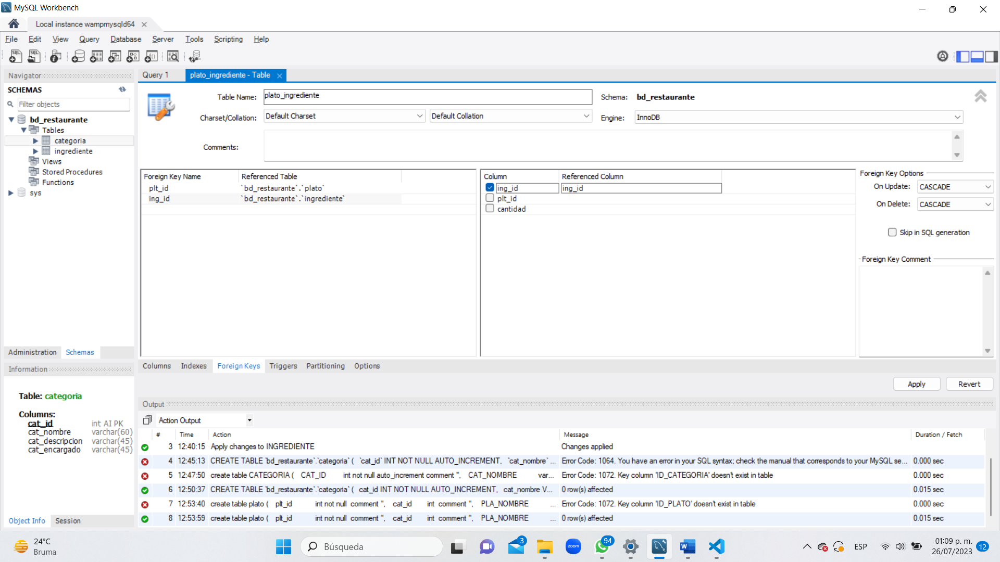 MySQL Workbench
Local instance wampmysqld64
File Edit View Query Database Server Tools Scripting Help
Navigator
SCHEMAS
Filter objects
bd_restaurante
Tables
categoria
ingrediente
Views
Stored Procedures
Functions
sys
Administration Schemas
Information
Table: categoria
Columns:
cat_id int AI PK
cat_nombre varchar(60)
cat_descripcion varchar(45)
cat_encargado varchar(45)
Object Info Session
Query 1 plato_ingrediente - Table
Table Name: plato_ingrediente Schema: bd_restaurante
Charset/Collation: Default Charset Default Collation Engine: InnoDB
Comments:
Foreign Key Name Referenced Table
plt_id `bd_restaurante`.`plato`
ing_id `bd_restaurante`.`ingrediente`
Column Referenced Column
ing_id ing_id
plt_id
cantidad
Foreign Key Options
On Update: CASCADE
On Delete: CASCADE
Skip in SQL generation
Foreign Key Comment
Columns Indexes Foreign Keys Triggers Partitioning Options
Apply Revert
Output
Action Output
# Time Action Message Duration / Fetch
3 12:40:15 Apply changes to INGREDIENTE Changes applied
4 12:45:13 CREATE TABLE `bd_restaurante`.`categoria` ( `cat_id` INT NOT NULL AUTO_INCREMENT, `cat_nombre` ... Error Code: 1064. You have an error in your SQL syntax; check the manual that corresponds to your MySQL se... 0.000 sec
5 12:47:50 create table CATEGORIA ( CAT_ID int not null auto_increment comment '', CAT_NOMBRE var... Error Code: 1072. Key column 'ID_CATEGORIA' doesn't exist in table 0.000 sec
6 12:50:37 CREATE TABLE `bd_restaurante`.`categoria` ( cat_id INT NOT NULL AUTO_INCREMENT, cat_nombre V... 0 row(s) affected 0.015 sec
7 12:53:40 create table plato ( plt_id int not null comment '', cat_id int comment '', PLA_NOMBRE ... Error Code: 1072. Key column 'ID_PLATO' doesn't exist in table 0.000 sec
8 12:53:59 create table plato ( plt_id int not null comment '', cat_id int comment '', PLA_NOMBRE ... 0 row(s) affected 0.015 sec
24°C
Bruma
Búsqueda
3
zoom
94
ESP
01:09 p. m.
26/07/2023
12